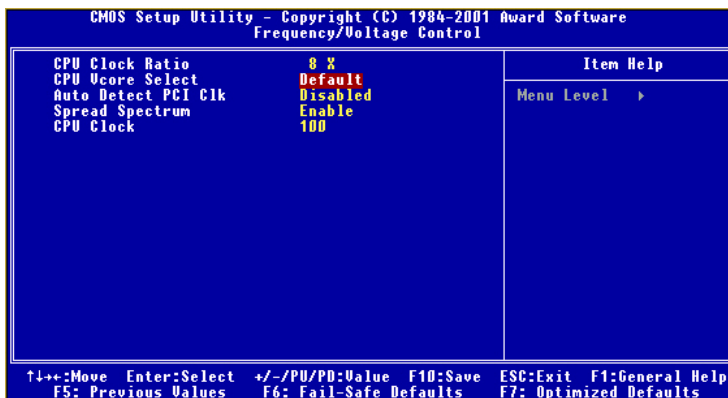 CMOS Setup Utility - Copyright (C) 1984-2001 Award Software
Frequency/Voltage Control
CPU Clock Ratio 8 X
CPU Vcore Select Default
Auto Detect PCI Clk Disabled
Spread Spectrum Enable
CPU Clock 100
Item Help
Menu Level ▸
↑↓→←:Move Enter:Select +/-/PU/PD:Value F10:Save ESC:Exit F1:General Help
F5: Previous Values F6: Fail-Safe Defaults F7: Optimized Defaults